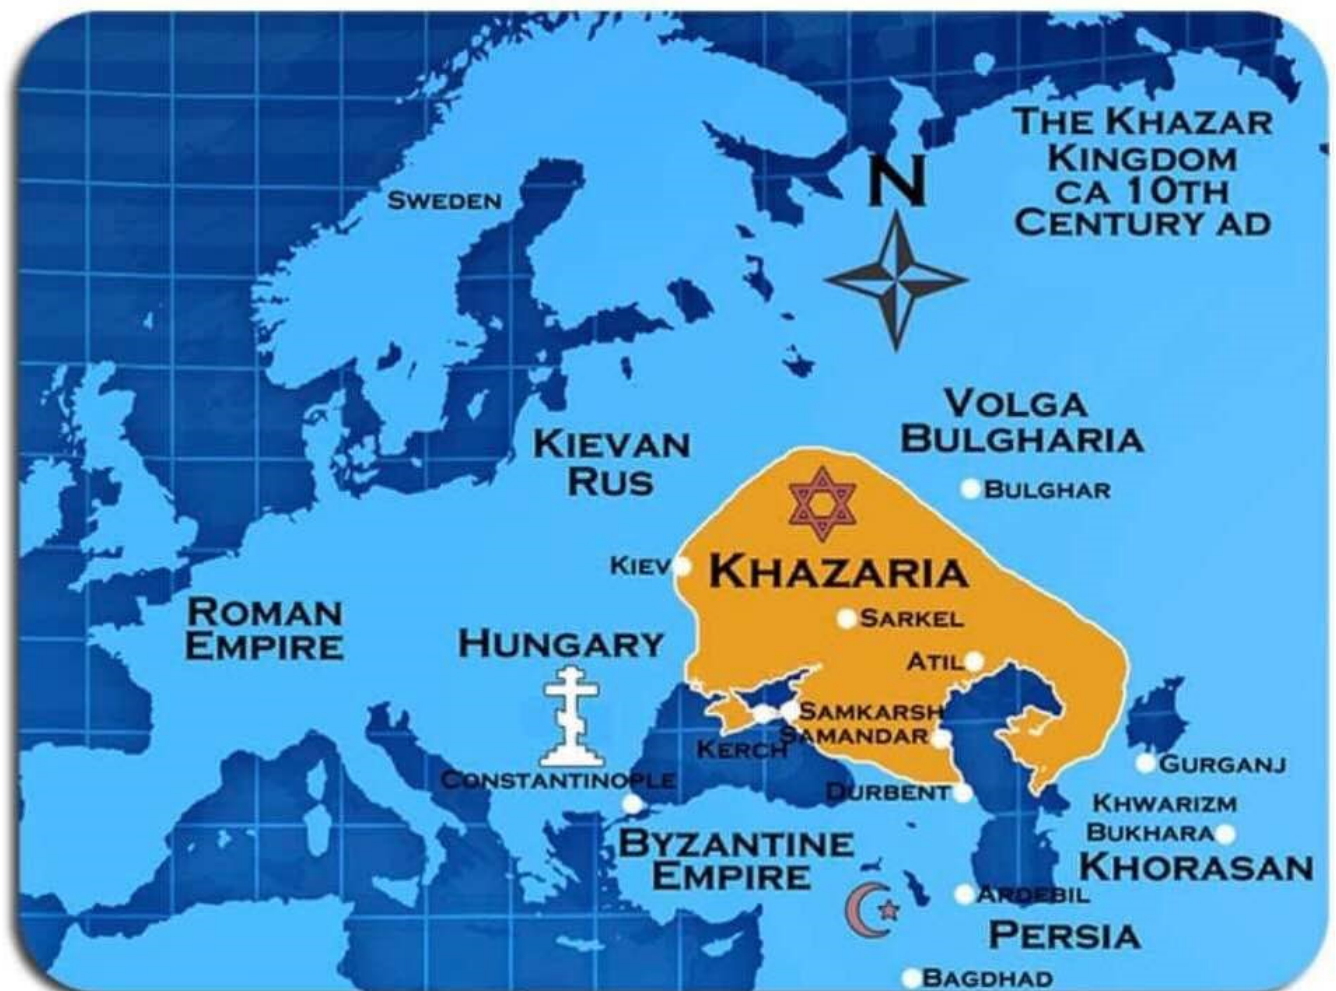 THE KHAZAR
KINGDOM
CA 10TH
CENTURY AD
N
SWEDEN
VOLGA
BULGHARIA
KIEVAN
RUS
BULGHAR
KIEV
KHAZARIA
ROMAN
EMPIRE
SARKEL
HUNGARY
ATIL
SAMKARSH
SAMANDAR
KERCH
CONSTANTINOPLE
DURBENT
GURGANJ
KHWARIZM
BUKHARA
BYZANTINE
EMPIRE
KHORASAN
ARDEBIL
PERSIA
BAGDHAD